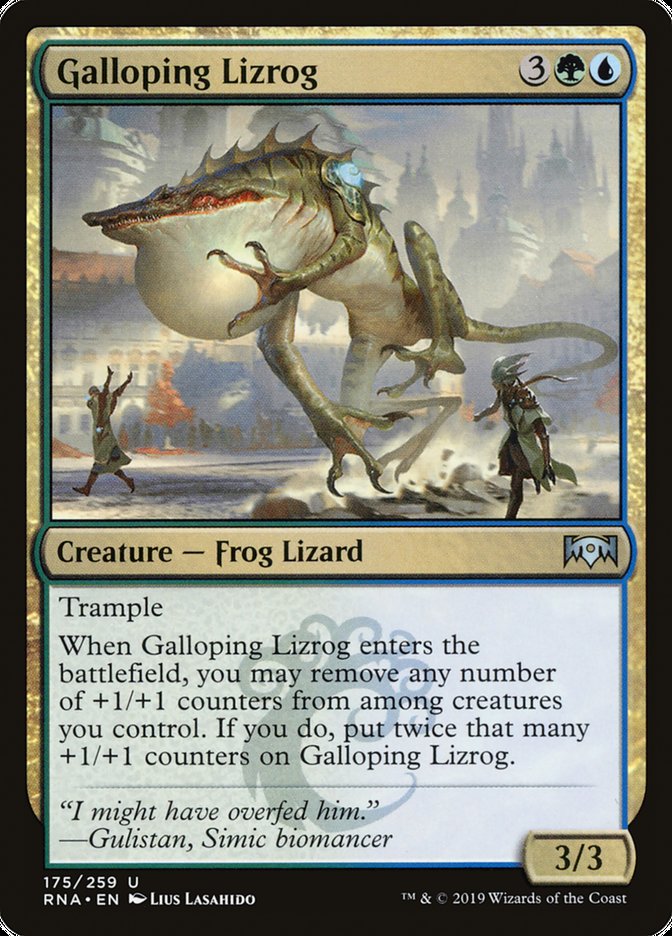 Galloping Lizrog 3
Creature — Frog Lizard
Trample
When Galloping Lizrog enters the
battlefield, you may remove any number
of +1/+1 counters from among creatures
you control. If you do, put twice that many
+1/+1 counters on Galloping Lizrog.
“I might have overfed him.”
—Gulistan, Simic biomancer
3/3
175/259 U
RNA • EN Lius Lasahido
™ & © 2019 Wizards of the Coast